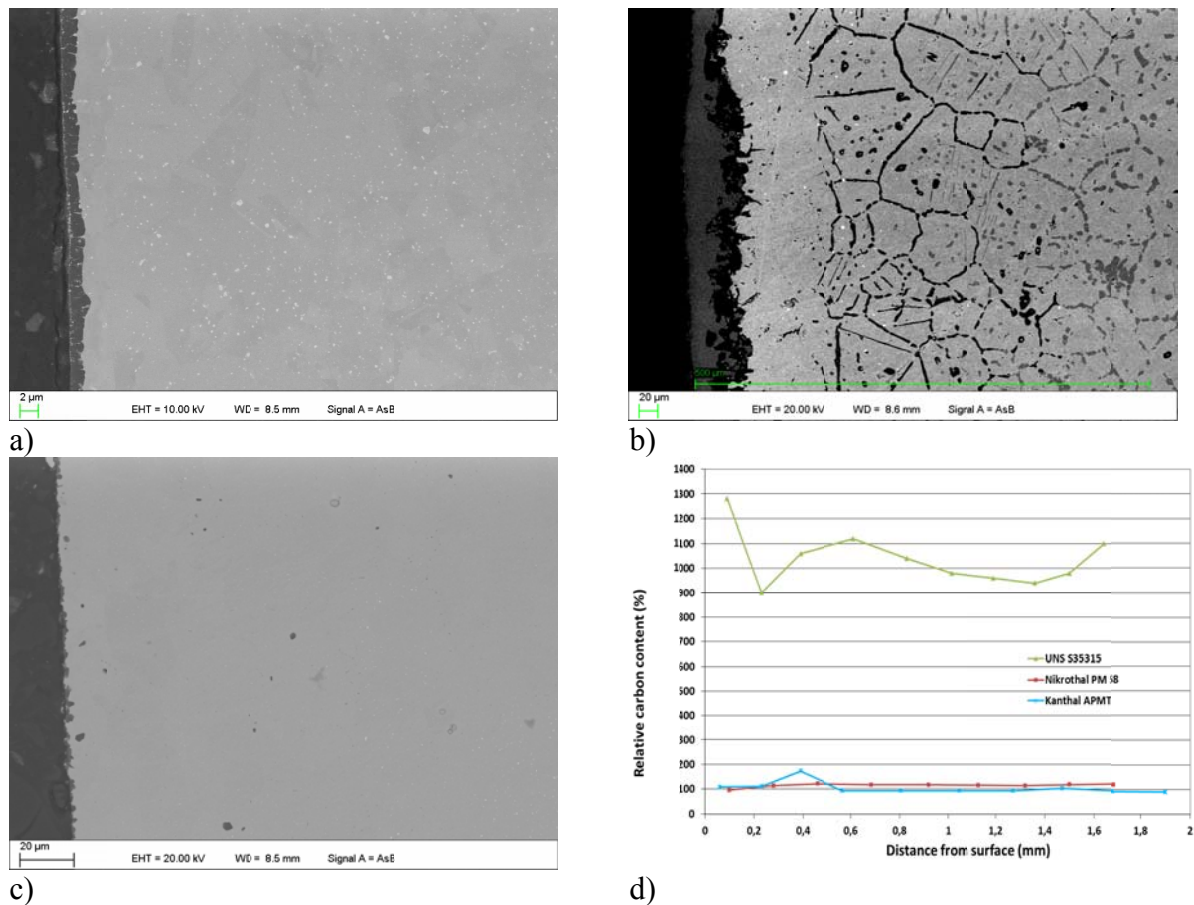 2 µm
EHT = 10.00 kV WD = 8.5 mm Signal A = AsB
a)
500 µm
20 µm
EHT = 20.00 kV WD = 8.6 mm Signal A = AsB
b)
20 µm
EHT = 20.00 kV WD = 8.5 mm Signal A = AsB
c)
Relative carbon content (%)
1400
1300
1200
1100
1000
900
800
700
600
500
400
300
200
100
0
UNS S35315
Nikrothal PM 58
Kanthal APMT
0 0,2 0,4 0,6 0,8 1 1,2 1,4 1,6 1,8 2
Distance from surface (mm)
d)